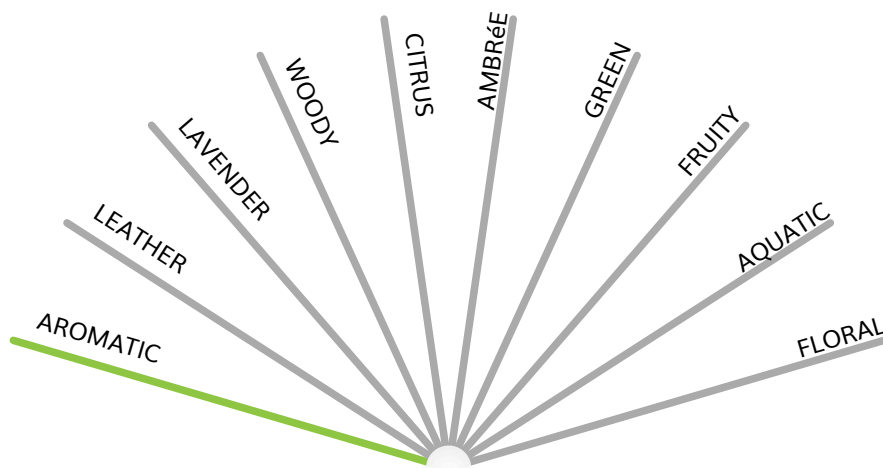 AROMATIC
LEATHER
LAVENDER
WOODY
CITRUS
AMBRéE
GREEN
FRUITY
AQUATIC
FLORAL